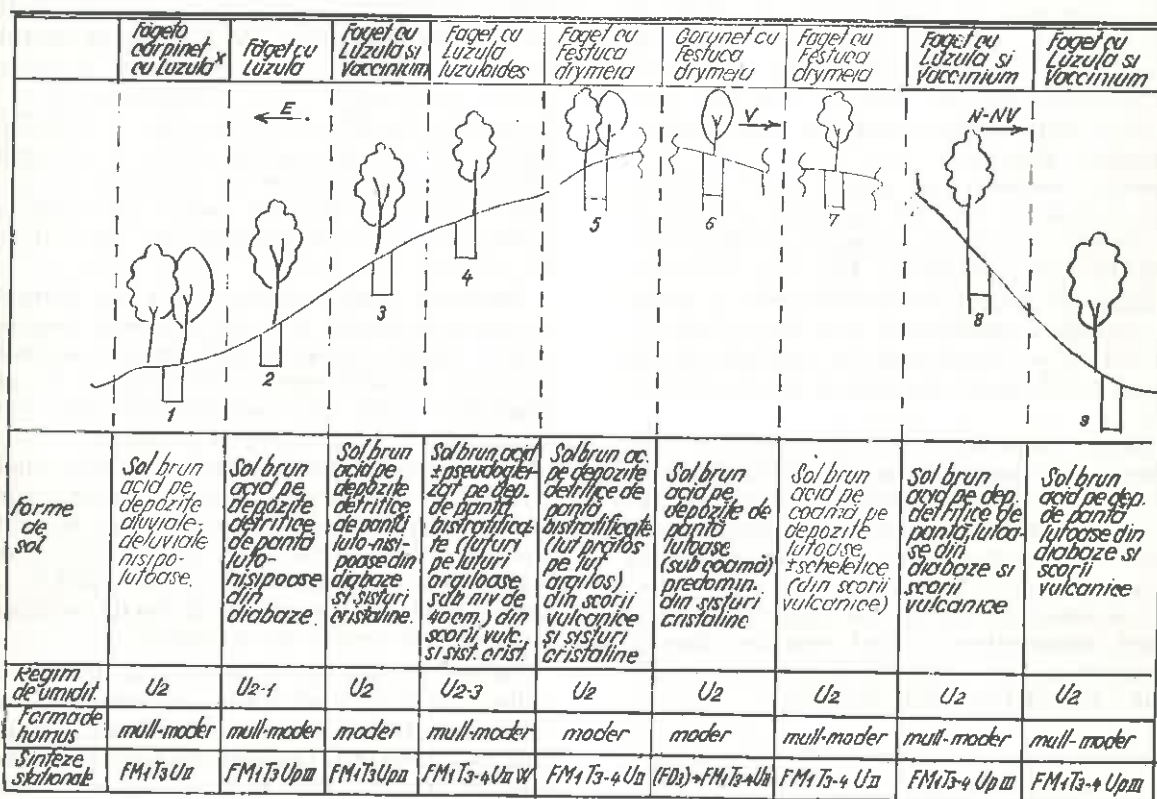 Fageto
carpinet
cu Luzula x
Făget cu
Luzula
Făget cu
Luzula și
Vaccinium
Făget cu
Luzula
luzuloides
Făget cu
Festuca
drymeia
Gorunet cu
Festuca
drymeia
Făget cu
Festuca
drymeia
Făget cu
Luzula și
Vaccinium
Făget cu
Luzula și
Vaccinium
E
V
N-NV
1
2
3
4
5
6
7
8
9
Forme
de
sol
Sol brun
acid pe
depozite
aluviale,
deluviale
nisipo-
lutoase.
Sol brun
acid pe
depozite
detritice
de pantă
luto-
nisipoase
din
diabaze.
Sol brun
acid pe
depozite
detritice
de pantă
luto-nisi-
poase din
diabaze
și șisturi
cristaline.
Sol brun acid
±pseudoglei-
zat pe dep.
de pantă
bistratifica-
te (luturi
pe luturi
argiloase
sub niv de
40cm.) din
scorii vulc.
și sist. crist.
Sol brun ac.
pe depozite
detritice de
pantă
bistratificate
(lut prăfos
pe lut
argilos)
din scorii
vulcanice
și șisturi
cristaline
Sol brun
acid pe
depozite de
pantă
lutoase
(sub coamă)
predomin.
din șisturi
cristaline
Sol brun
acid pe
coamă pe
depozite
lutoase,
±scheletice,
(din scorii
vulcanice)
Sol brun
acid pe dep.
detritice de
pantă, lutoa-
se din
diabaze și
scorii
vulcanice
Sol brun
acid pe dep.
de pantă
lutoase din
diabaze și
scorii
vulcanice
Regim
de umidit.
U2
U2-1
U2
U2-3
U2
U2
U2
U2
U2
Forma de
humus
mull-moder
mull-moder
moder
mull-moder
moder
moder
mull-moder
mull-moder
mull-moder
Sinteze
staționale
FM1T3UII
FM1T3UpIII
FM1T3UpII
FM1T3-4UIIW
FM1T3-4UII
(FD3)→FM1T3-4UII
FM1T3-4UII
FM1T3-4UpIII
FM1T3-4UpIII